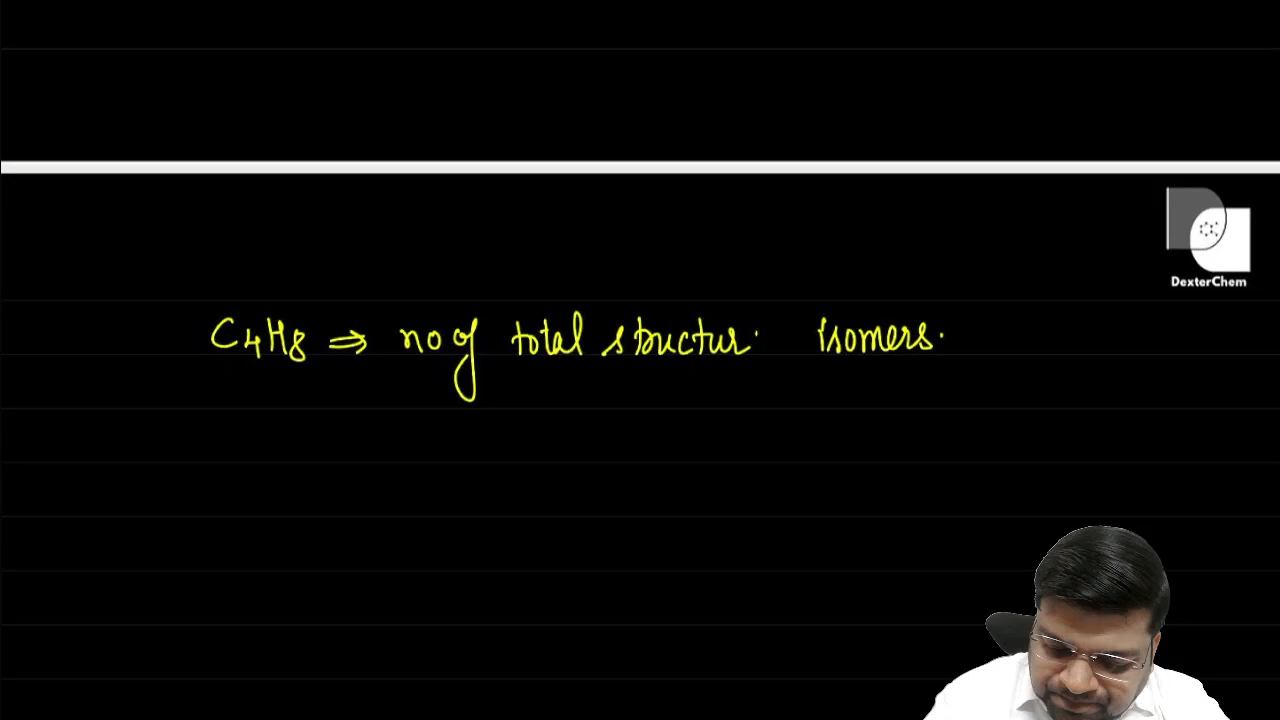 DexterChem
C4H8 ⇒ no of total structur. isomers.